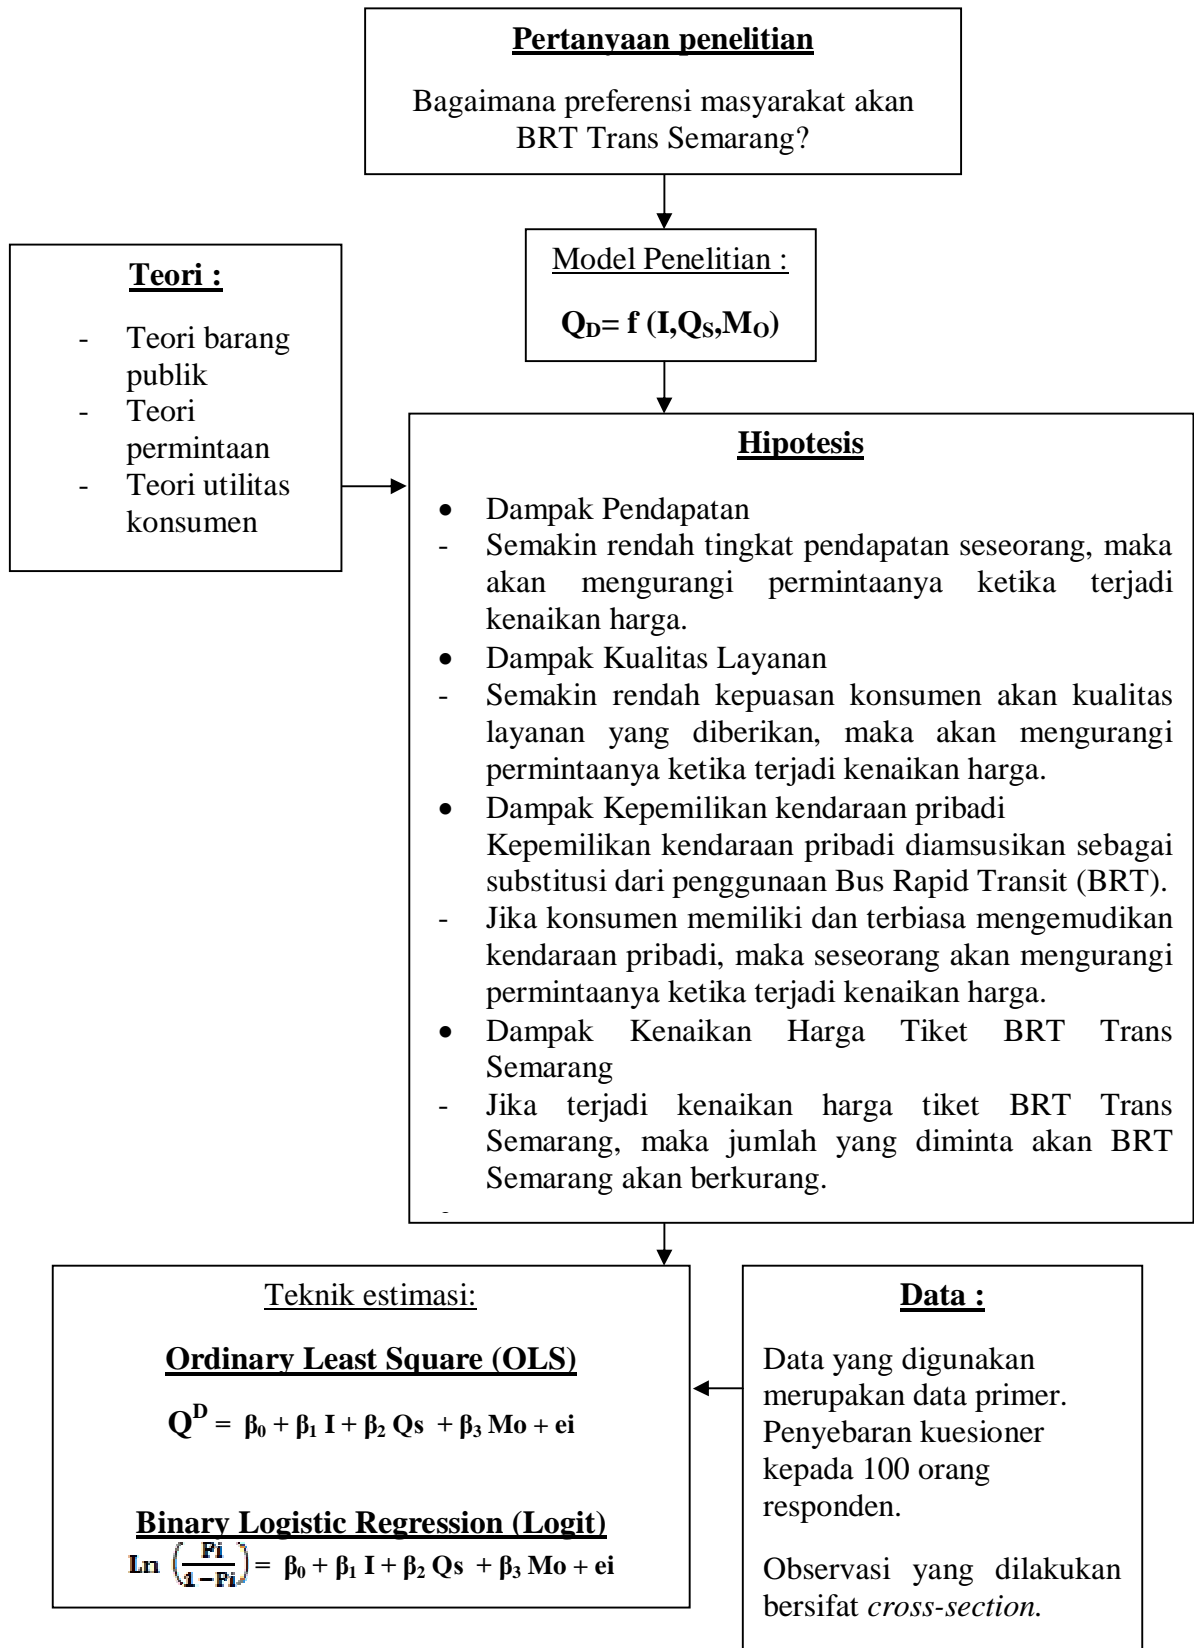 Pertanyaan penelitian
Bagaimana preferensi masyarakat akan
BRT Trans Semarang?
Model Penelitian :
Q_D= f (I,Q_S,M_O)
Teori :
- Teori barang
publik
- Teori
permintaan
- Teori utilitas
konsumen
Hipotesis
• Dampak Pendapatan
- Semakin rendah tingkat pendapatan seseorang, maka
akan mengurangi permintaanya ketika terjadi
kenaikan harga.
• Dampak Kualitas Layanan
- Semakin rendah kepuasan konsumen akan kualitas
layanan yang diberikan, maka akan mengurangi
permintaanya ketika terjadi kenaikan harga.
• Dampak Kepemilikan kendaraan pribadi
Kepemilikan kendaraan pribadi diamsusikan sebagai
substitusi dari penggunaan Bus Rapid Transit (BRT).
- Jika konsumen memiliki dan terbiasa mengemudikan
kendaraan pribadi, maka seseorang akan mengurangi
permintaanya ketika terjadi kenaikan harga.
• Dampak Kenaikan Harga Tiket BRT Trans
Semarang
- Jika terjadi kenaikan harga tiket BRT Trans
Semarang, maka jumlah yang diminta akan BRT
Semarang akan berkurang.
Teknik estimasi:
Ordinary Least Square (OLS)
Q^D = β₀ + β₁ I + β₂ Qs + β₃ Mo + ei
Binary Logistic Regression (Logit)
Ln (Pi/1−Pi) = β₀ + β₁ I + β₂ Qs + β₃ Mo + ei
Data :
Data yang digunakan
merupakan data primer.
Penyebaran kuesioner
kepada 100 orang
responden.
Observasi yang dilakukan
bersifat cross-section.